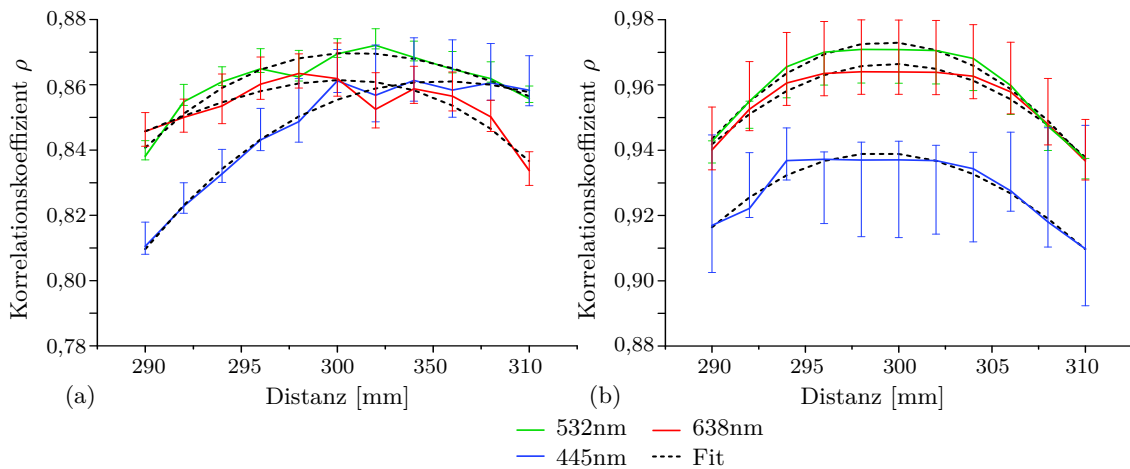 0,88
0,86
0,84
0,82
0,80
0,78
Korrelationskoeffizient ρ
290 295 300 350 310
(a) Distanz [mm]
0,98
0,96
0,94
0,92
0,90
0,88
Korrelationskoeffizient ρ
290 295 300 305 310
(b) Distanz [mm]
532nm 638nm
445nm Fit